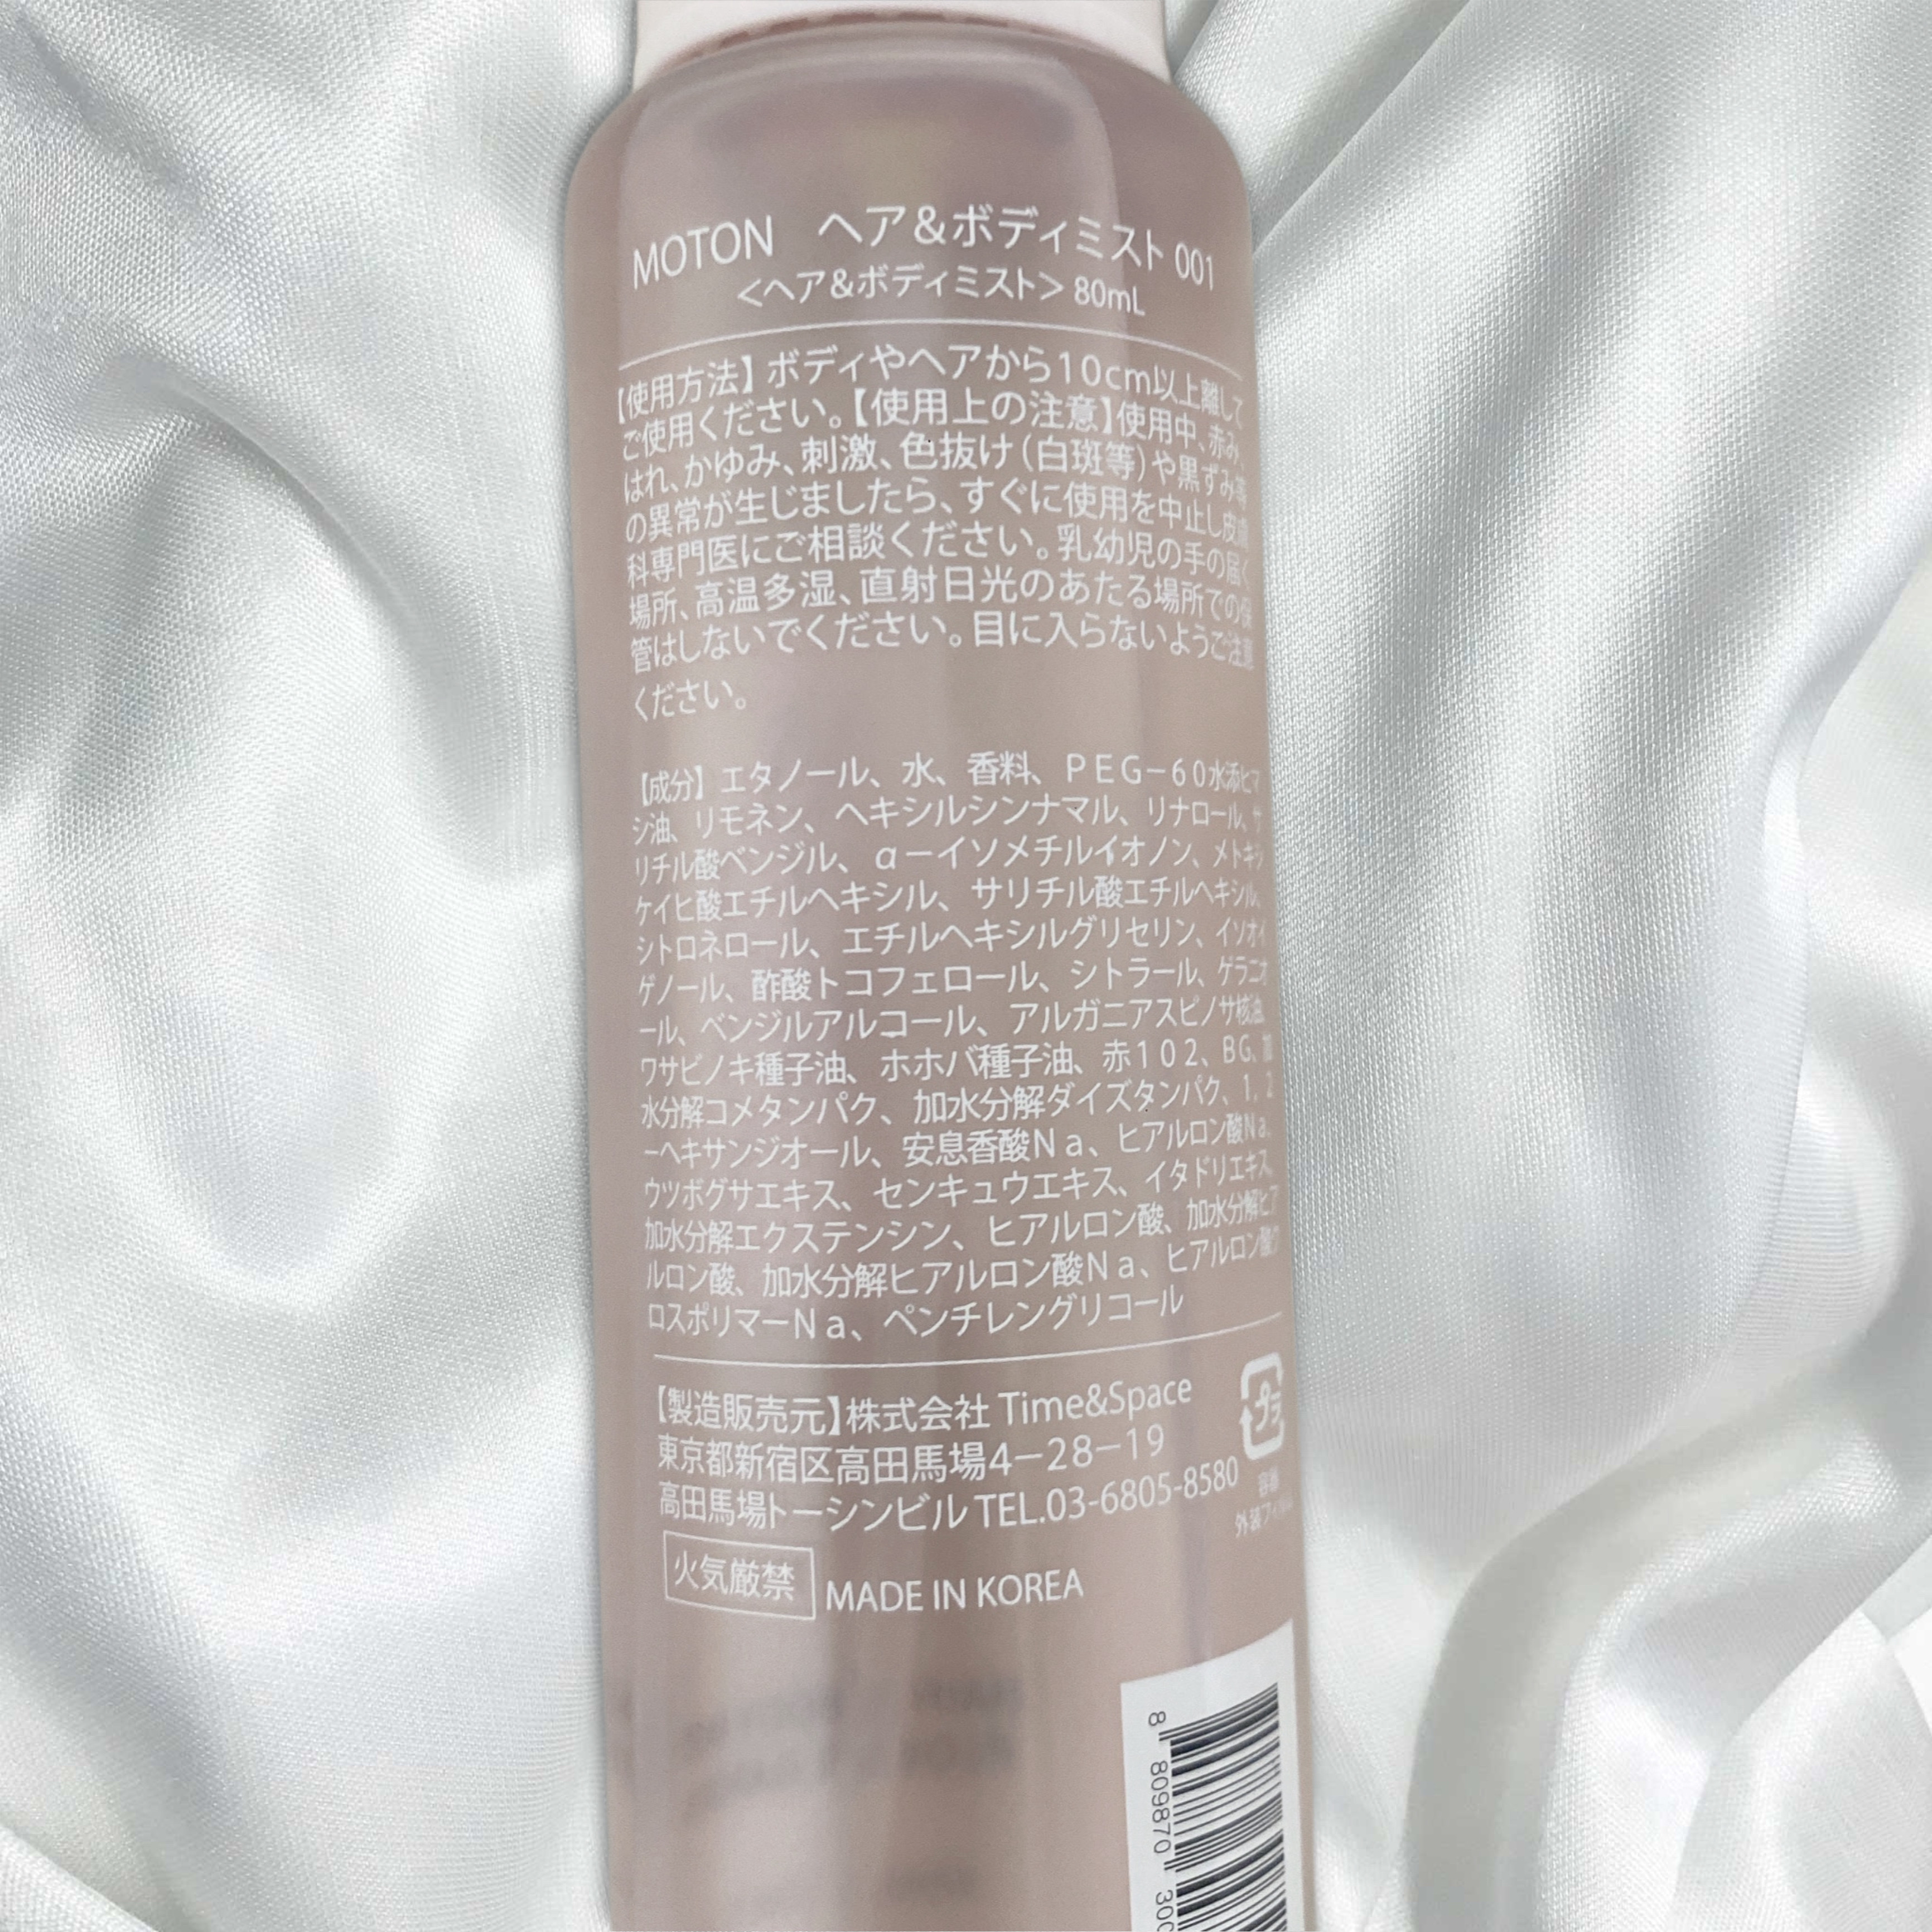 MOTON ヘア&ボディミスト 001
<ヘア&ボディミスト> 80mL
【使用方法】ボディやヘアから10cm以上離して
ご使用ください。【使用上の注意】使用中、赤み、
はれ、かゆみ、刺激、色抜け(白斑等)や黒ずみ等
の異常が生じましたら、すぐに使用を中止し皮膚
科専門医にご相談ください。乳幼児の手の届く
場所、高温多湿、直射日光のあたる場所での保
管はしないでください。目に入らないようご注意
ください。
【成分】エタノール、水、香料、PEG-60水添ヒマ
シ油、リモネン、ヘキシルシンナマル、リナロール、サ
リチル酸ベンジル、α-イソメチルイオノン、メトキシ
ケイヒ酸エチルヘキシル、サリチル酸エチルヘキシル、
シトロネロール、エチルヘキシルグリセリン、イソオイ
ゲノール、酢酸トコフェロール、シトラール、ゲラニオ
ール、ベンジルアルコール、アルガニアスピノサ核油、
ワサビノキ種子油、ホホバ種子油、赤102、BG、加
水分解コメタンパク、加水分解ダイズタンパク、1,2
-ヘキサンジオール、安息香酸Na、ヒアルロン酸Na、
ウツボグサエキス、センキュウエキス、イタドリエキス、
加水分解エクステンシン、ヒアルロン酸、加水分解ヒア
ルロン酸、加水分解ヒアルロン酸Na、ヒアルロン酸ク
ロスポリマーNa、ペンチレングリコール
【製造販売元】株式会社 Time&Space
東京都新宿区高田馬場4-28-19
高田馬場トーシンビル TEL.03-6805-8580
プラ
容器
外装フィルム
火気厳禁 MADE IN KOREA
8 809870 300